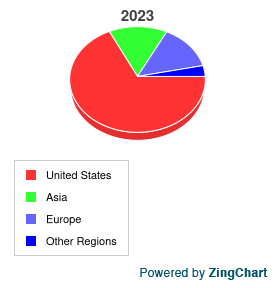 2023
United States
Asia
Europe
Other Regions
Powered by ZingChart